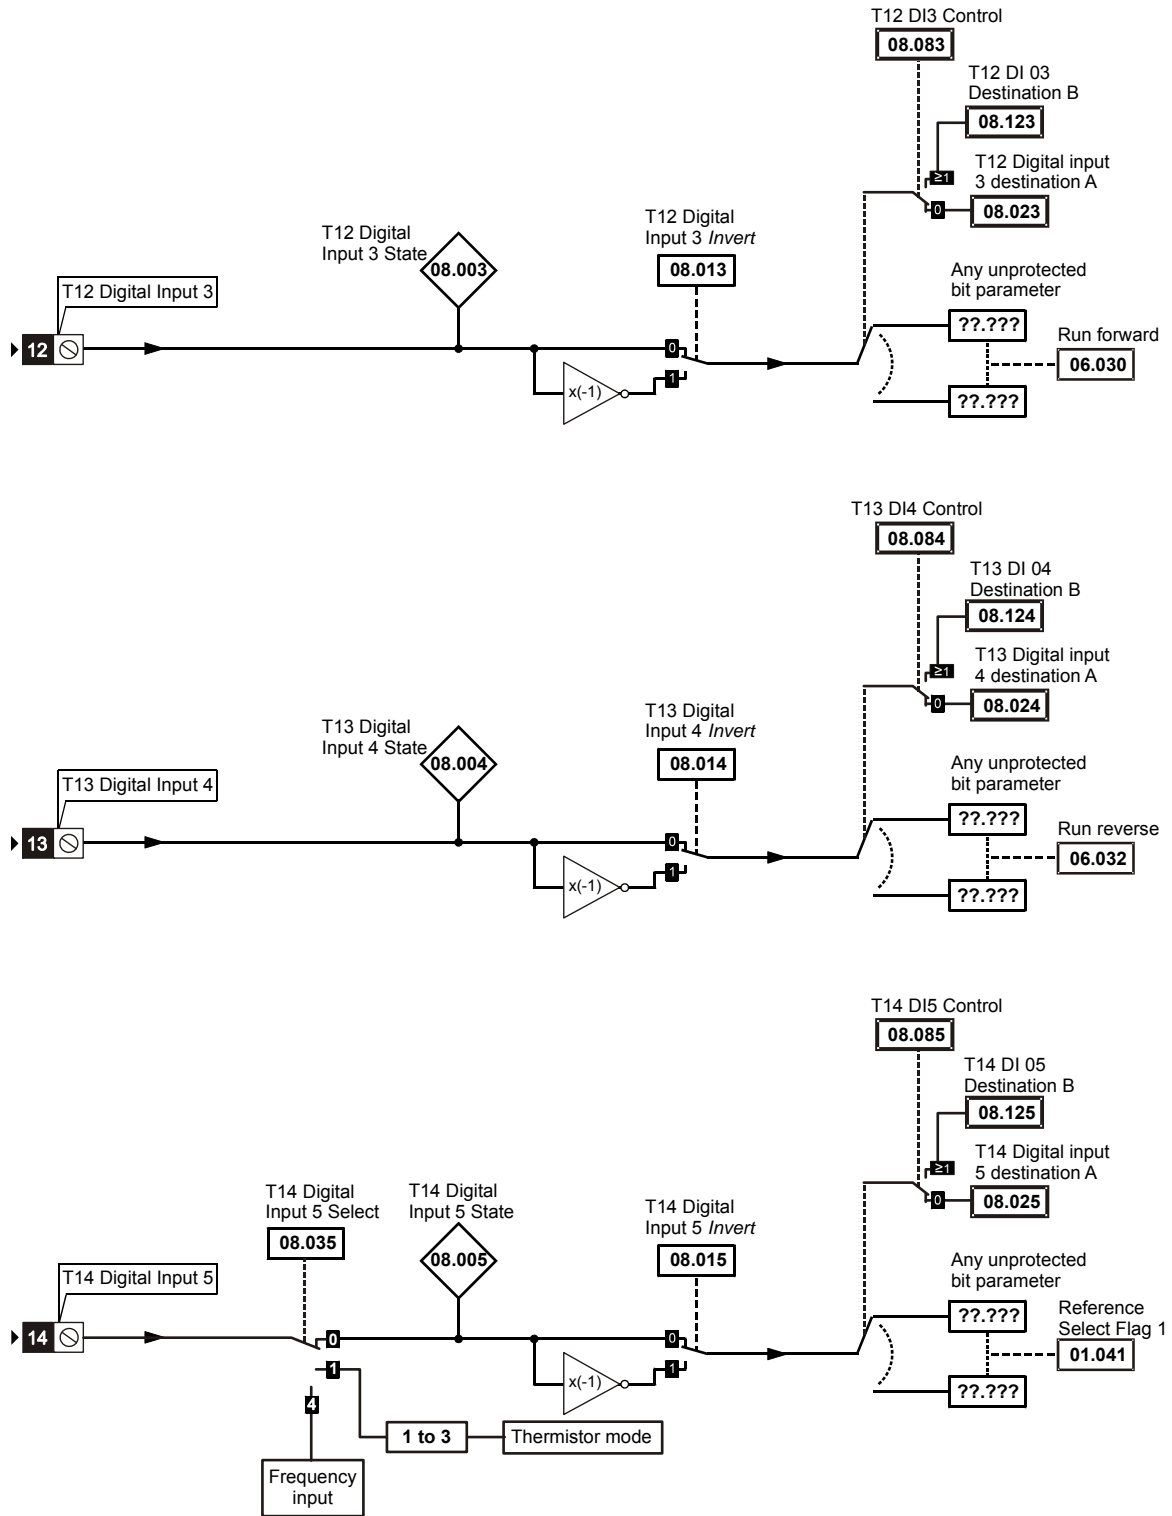 T12 DI3 Control
08.083
T12 DI 03
Destination B
08.123
≥1
T12 Digital input
3 destination A
0
08.023
T12 Digital
Input 3 State
08.003
T12 Digital
Input 3 Invert
08.013
Any unprotected
bit parameter
T12 Digital Input 3
12
0
1
x(-1)
??.???
Run forward
06.030
??.???
T13 DI4 Control
08.084
T13 DI 04
Destination B
08.124
≥1
T13 Digital input
4 destination A
0
08.024
T13 Digital
Input 4 State
08.004
T13 Digital
Input 4 Invert
08.014
Any unprotected
bit parameter
T13 Digital Input 4
13
0
1
x(-1)
??.???
Run reverse
06.032
??.???
T14 DI5 Control
08.085
T14 DI 05
Destination B
08.125
≥1
T14 Digital input
5 destination A
0
08.025
T14 Digital
Input 5 Select
08.035
T14 Digital
Input 5 State
08.005
T14 Digital
Input 5 Invert
08.015
Any unprotected
bit parameter
T14 Digital Input 5
14
0
1
4
0
1
x(-1)
??.???
Reference
Select Flag 1
01.041
??.???
1 to 3
Thermistor mode
Frequency
input